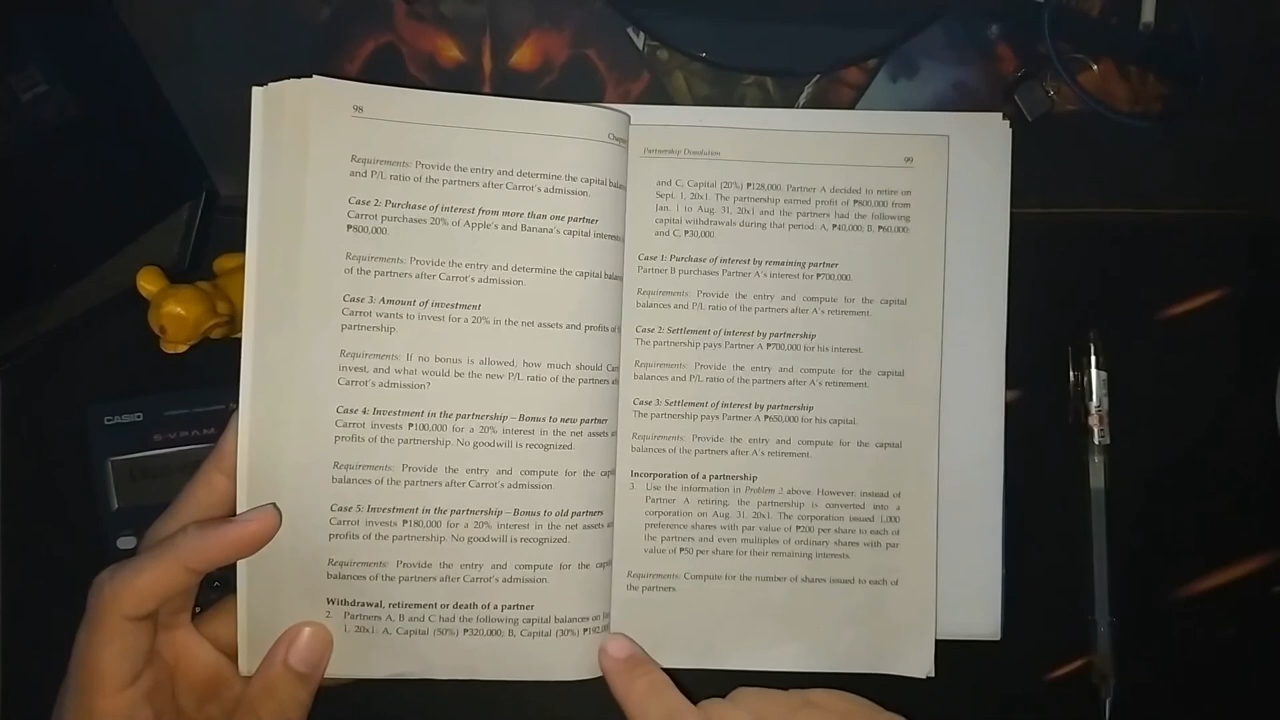 98
Requirements: Provide the entry and determine the capital
and P/L ratio of the partners after Carrot's admission.
Case 2: Purchase of interest from more than one partner
Carrot purchases 20% of Apple's and Banana's capital interests
₱800,000.
Requirements: Provide the entry and determine the capital
of the partners after Carrot's admission.
Case 3: Amount of investment
Carrot wants to invest for a 20% in the net assets and profits of
partnership.
Requirements: If no bonus is allowed, how much should
invest, and what would be the new P/L ratio of the partners
Carrot's admission?
Case 4: Investment in the partnership – Bonus to new partner
Carrot invests ₱100,000 for a 20% interest in the net assets
profits of the partnership. No goodwill is recognized.
Requirements: Provide the entry and compute for the
balances of the partners after Carrot's admission.
Case 5: Investment in the partnership – Bonus to old partners
Carrot invests ₱180,000 for a 20% interest in the net assets
profits of the partnership. No goodwill is recognized.
Requirements: Provide the entry and compute for the
balances of the partners after Carrot's admission.
Withdrawal, retirement or death of a partner
2. Partners A, B and C had the following capital balances on
1, 20x1: A, Capital (50%) ₱320,000; B, Capital (30%)
Partnership Dissolution
99
and C, Capital (20%) ₱128,000. Partner A decided to retire on
Sept. 1, 20x1. The partnership earned profit of ₱800,000 from
Jan. 1 to Aug. 31, 20x1 and the partners had the following
capital withdrawals during that period: A, ₱40,000; B, ₱60,000;
and C, ₱30,000.
Case 1: Purchase of interest by remaining partner
Partner B purchases Partner A's interest for ₱700,000.
Requirements: Provide the entry and compute for the capital
balances and P/L ratio of the partners after A's retirement.
Case 2: Settlement of interest by partnership
The partnership pays Partner A ₱700,000 for his interest.
Requirements: Provide the entry and compute for the capital
balances and P/L ratio of the partners after A's retirement.
Case 3: Settlement of interest by partnership
The partnership pays Partner A ₱650,000 for his capital.
Requirements: Provide the entry and compute for the capital
balances of the partners after A's retirement.
Incorporation of a partnership
3. Use the information in Problem 2 above. However, instead of
Partner A retiring, the partnership is converted into a
corporation on Aug. 31, 20x1. The corporation issued 1,000
preference shares with par value of ₱200 per share to each of
the partners and even multiples of ordinary shares with par
value of ₱50 per share for their remaining interests.
Requirements: Compute for the number of shares issued to each of
the partners.
CASIO
S-V.P.A.M.